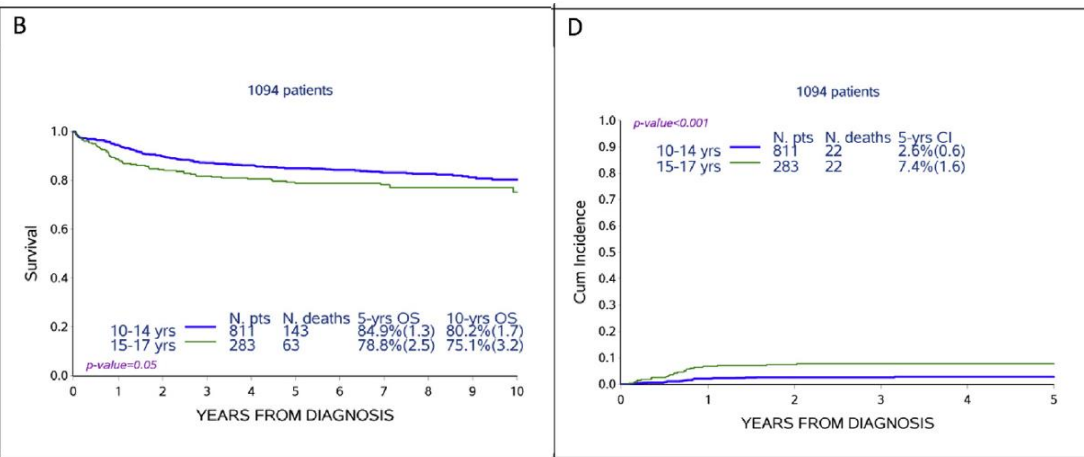 B
1094 patients
1.0
0.8
0.6
0.4
0.2
0.0
Survival
N. pts N. deaths 5-yrs OS 10-yrs OS
10-14 yrs 811 143 84.9%(1.3) 80.2%(1.7)
15-17 yrs 283 63 78.8%(2.5) 75.1%(3.2)
p-value=0.05
0 1 2 3 4 5 6 7 8 9 10
YEARS FROM DIAGNOSIS
D
1094 patients
p-value<0.001
N. pts N. deaths 5-yrs CI
10-14 yrs 811 22 2.6%(0.6)
15-17 yrs 283 22 7.4%(1.6)
1.0
0.9
0.8
0.7
0.6
0.5
0.4
0.3
0.2
0.1
0.0
Cum Incidence
0 1 2 3 4 5
YEARS FROM DIAGNOSIS